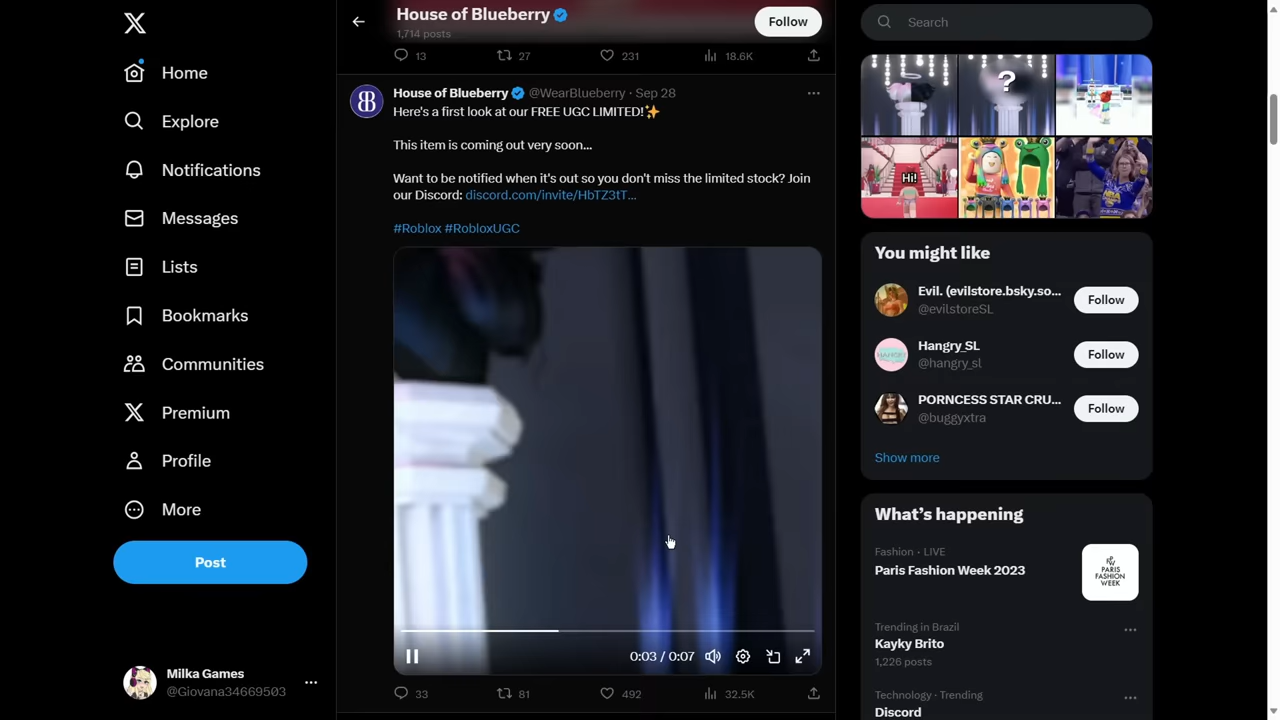 Home
Explore
Notifications
Messages
Lists
Bookmarks
Communities
Premium
Profile
More
Post
Milka Games
@Giovana34669503
House of Blueberry
1,714 posts
Follow
13 27 231 18.6K
House of Blueberry @WearBlueberry · Sep 28
Here's a first look at our FREE UGC LIMITED!✨
This item is coming out very soon...
Want to be notified when it's out so you don't miss the limited stock? Join
our Discord: discord.com/invite/HbTZ3tT…
#Roblox #RobloxUGC
0:03 / 0:07
33 81 492 32.5K
Search
?
Hi!
You might like
Evil. (evilstore.bsky.so...
@evilstoreSL
Follow
Hangry_SL
@hangry_sl
Follow
PORNCESS STAR CRU...
@buggyxtra
Follow
Show more
What's happening
Fashion · LIVE
Paris Fashion Week 2023
PARIS
FASHION
WEEK
Trending in Brazil
Kayky Brito
1,226 posts
Technology · Trending
Discord